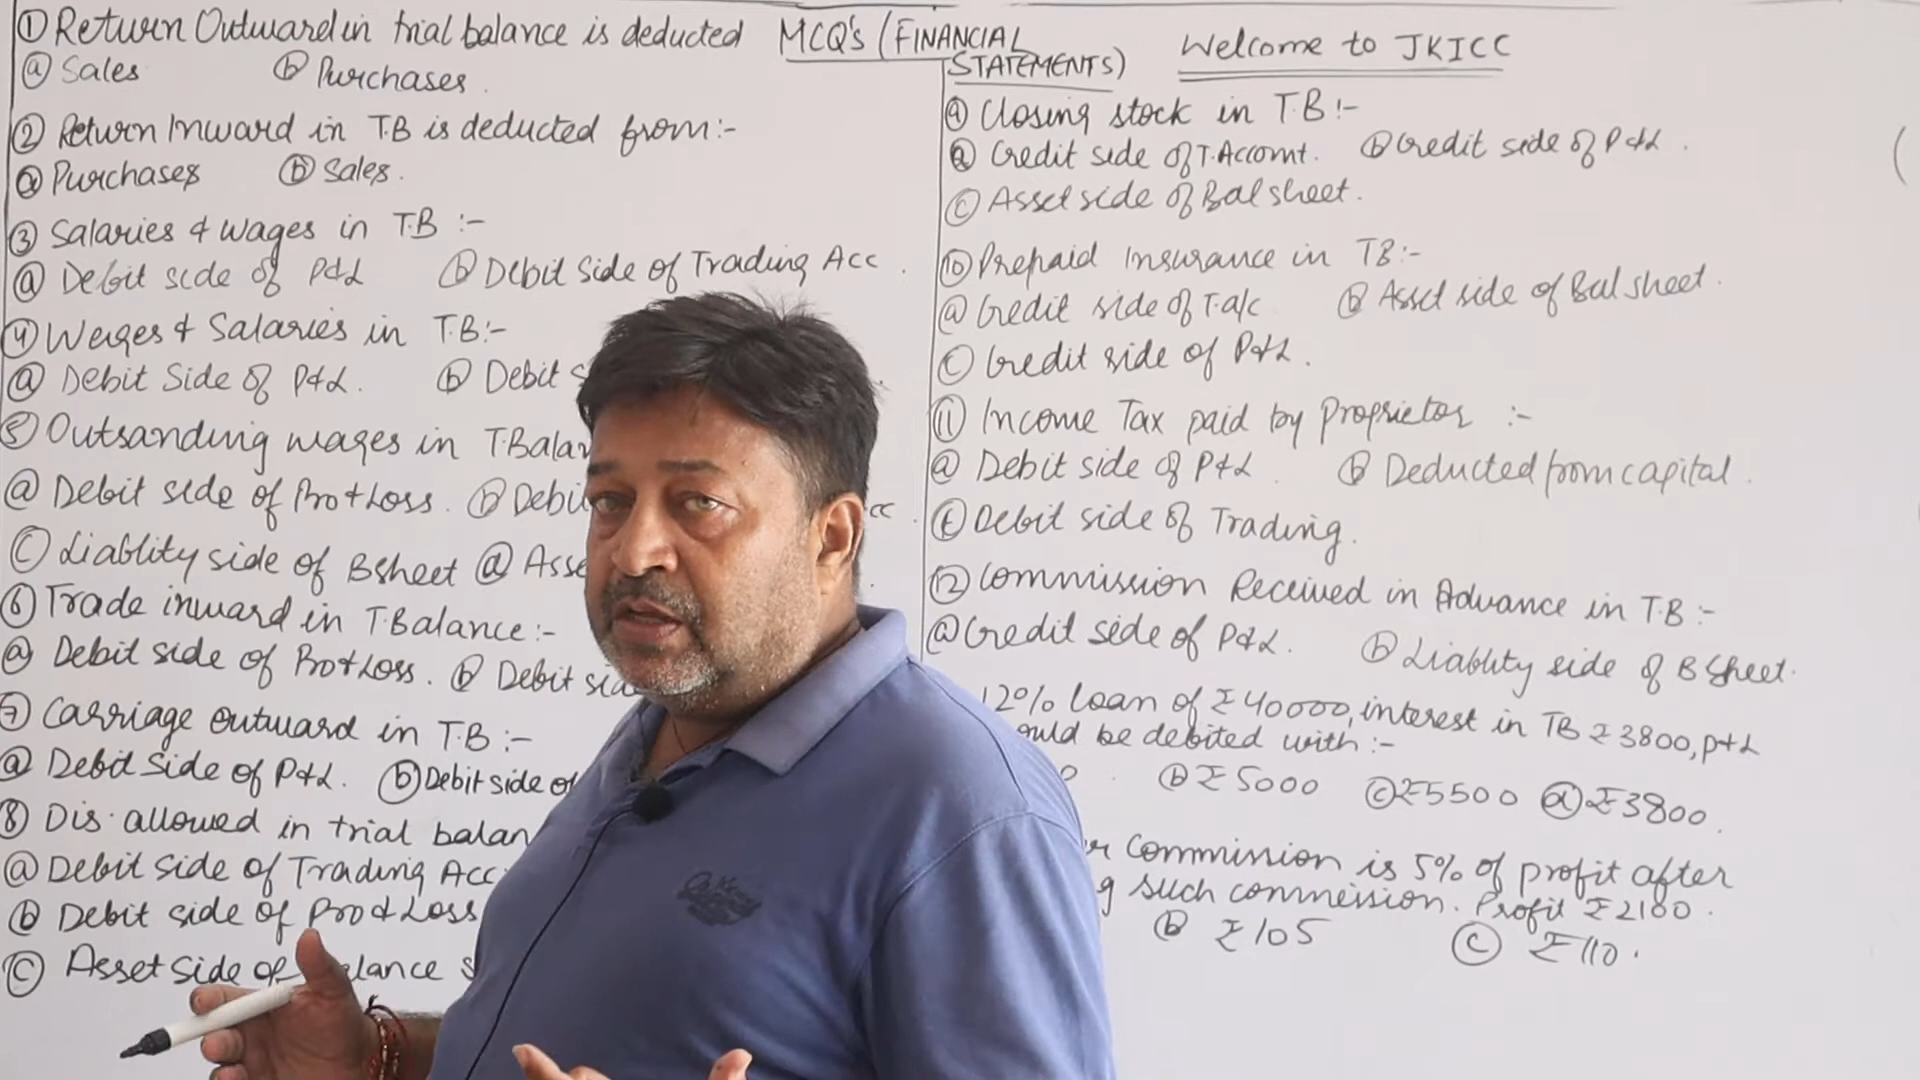 ① Return Outward in trial balance is deducted
ⓐ Sales ⓑ Purchases.
② Return Inward in T.B is deducted from:-
ⓐ Purchases ⓑ Sales.
③ Salaries & Wages in T.B :-
ⓐ Debit side of P&L ⓑ Debit Side of Trading Acc.
④ Wages & Salaries in T.B:-
ⓐ Debit Side of P&L. ⓑ Debit
⑤ Outsanding wages in T.Balan
ⓐ Debit side of Pro+Loss. ⓑ Debi cc.
ⓒ Liablity side of Bsheet ⓓ Asse
⑥ Trade inward in T.Balance:-
ⓐ Debit side of Pro+Loss. ⓑ Debit sid
⑦ Carriage outward in T.B :-
ⓐ Debit Side of P&L. ⓑ Debit side of
⑧ Dis. allowed in trial balan
ⓐ Debit side of Trading Acc
ⓑ Debit side of Pro & Loss
ⓒ Asset side of alance s
MCQ's (FINANCIAL
STATEMENTS)
Welcome to JKICC
⑨ Closing stock in T.B:-
ⓐ Credit side of T.Accomt. ⓑ Credit side of P&L.
ⓒ Asset side of Bal sheet.
⑩ Prepaid Insurance in TB:-
ⓐ Credit side of T.a/c ⓑ Asset side of Bal sheet.
ⓒ Credit side of P&L.
⑪ Income Tax paid by Proprietor :-
ⓐ Debit side of P&L. ⓑ Deducted from capital.
ⓒ Debit side of Trading.
⑫ Commission Received in Advance in T.B:-
ⓐ Credit side of P&L. ⓑ Liablity side of B Sheet.
12% loan of ₹40000, interest in TB ₹3800, P&L
ould be debited with:-
0. ⓑ ₹5000 ⓒ ₹5500 ⓓ ₹3800.
r Commission is 5% of profit after
g such commission. Profit ₹2100.
ⓑ ₹105 ⓒ ₹110.